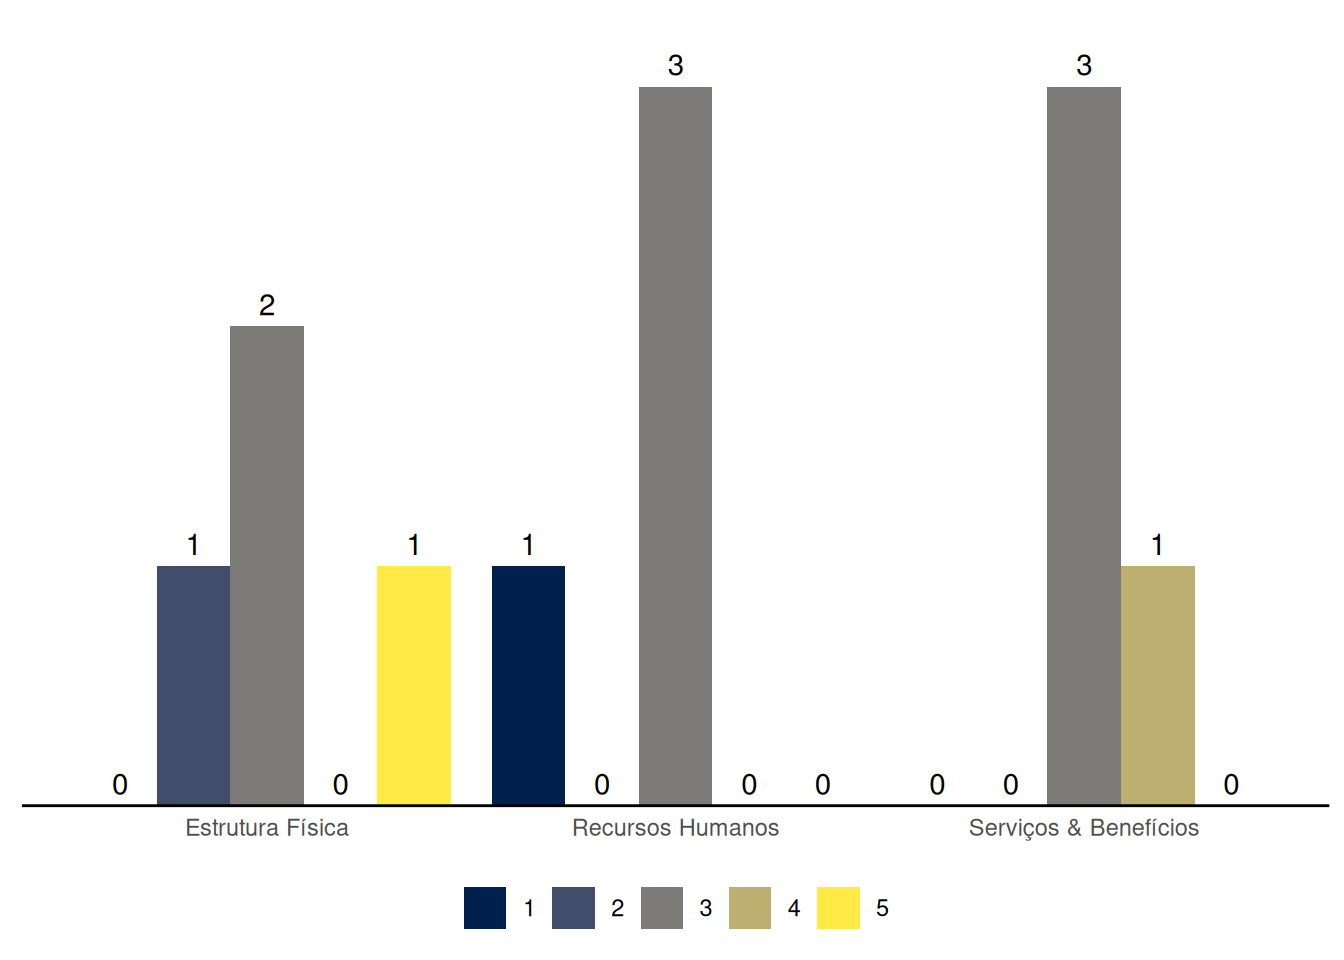 3 3
2
1 1 1 1
0 0 0 0 0 0 0 0
Estrutura Física Recursos Humanos Serviços & Benefícios
1 2 3 4 5